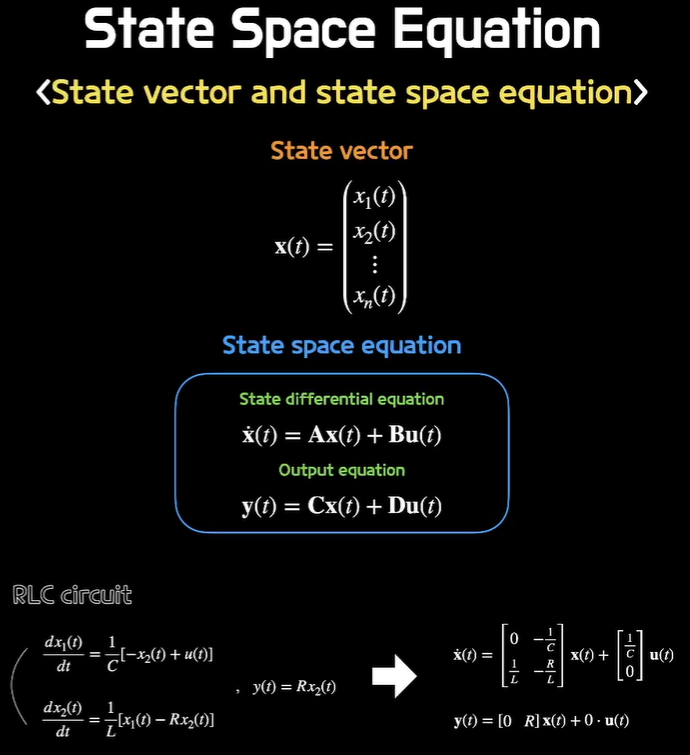 State Space Equation
<State vector and state space equation>
State vector
$\mathbf{x}(t) = \begin{pmatrix} x_1(t) \\ x_2(t) \\ \vdots \\ x_n(t) \end{pmatrix}$
State space equation
State differential equation
$\dot{\mathbf{x}}(t) = \mathbf{A}\mathbf{x}(t) + \mathbf{B}\mathbf{u}(t)$
Output equation
$\mathbf{y}(t) = \mathbf{C}\mathbf{x}(t) + \mathbf{D}\mathbf{u}(t)$
RLC circuit
$\frac{dx_1(t)}{dt} = \frac{1}{C}[-x_2(t) + u(t)]$
$\frac{dx_2(t)}{dt} = \frac{1}{L}[x_1(t) - Rx_2(t)]$
, $y(t) = Rx_2(t)$
$\dot{\mathbf{x}}(t) = \begin{bmatrix} 0 & -\frac{1}{C} \\ \frac{1}{L} & -\frac{R}{L} \end{bmatrix} \mathbf{x}(t) + \begin{bmatrix} \frac{1}{C} \\ 0 \end{bmatrix} \mathbf{u}(t)$
$\mathbf{y}(t) = [0 \quad R]\,\mathbf{x}(t) + 0 \cdot \mathbf{u}(t)$